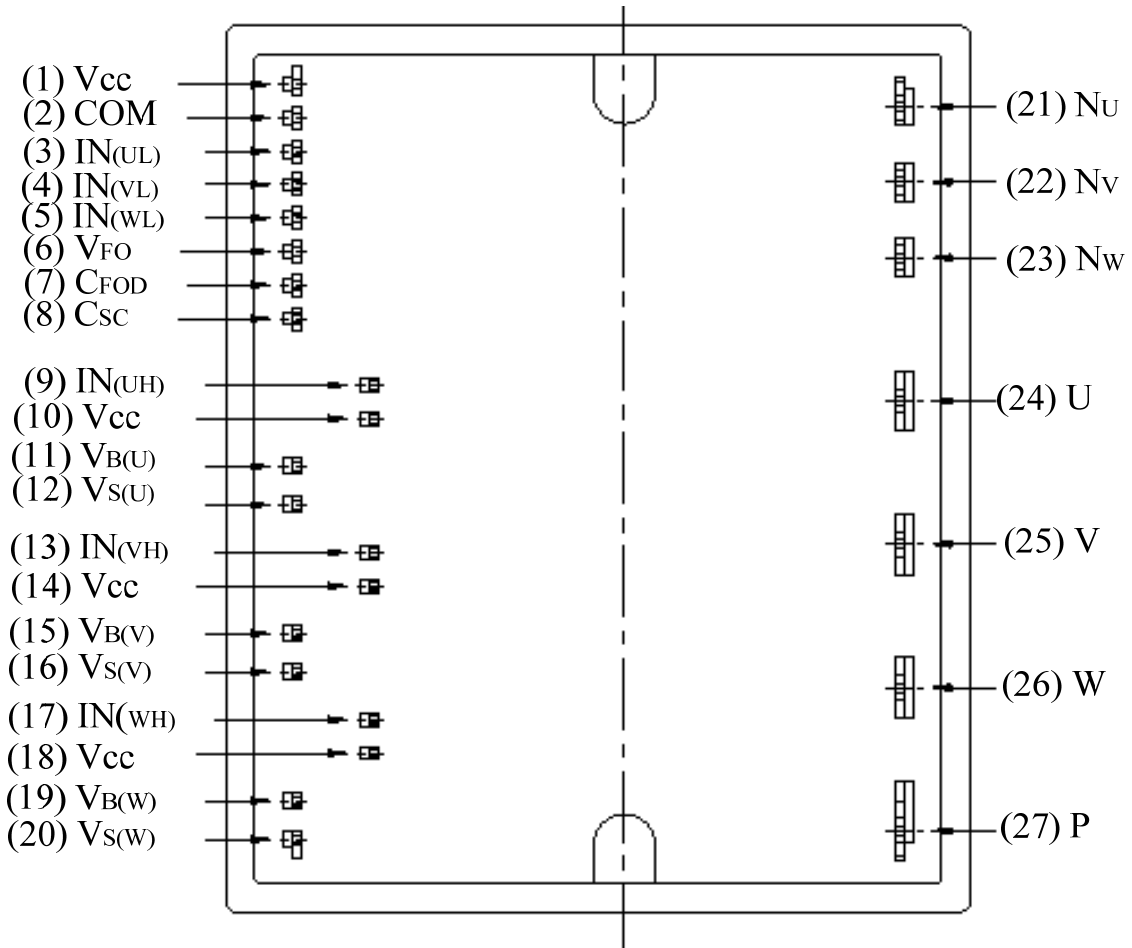 (1) Vcc
(2) COM
(3) IN(UL)
(4) IN(VL)
(5) IN(WL)
(6) VFO
(7) CFOD
(8) CSC
(9) IN(UH)
(10) Vcc
(11) VB(U)
(12) VS(U)
(13) IN(VH)
(14) Vcc
(15) VB(V)
(16) VS(V)
(17) IN(WH)
(18) Vcc
(19) VB(W)
(20) VS(W)
(21) NU
(22) NV
(23) NW
(24) U
(25) V
(26) W
(27) P